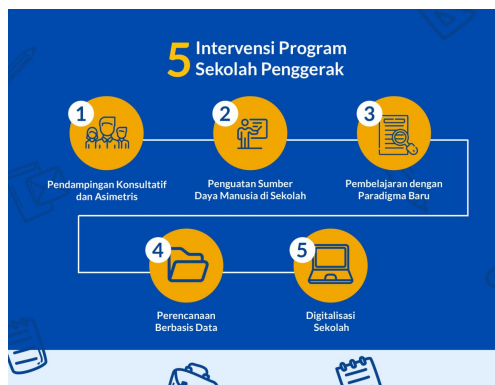 5 Intervensi Program
Sekolah Penggerak
1
Pendampingan Konsultatif
dan Asimetris
2
Penguatan Sumber
Daya Manusia di Sekolah
3
Pembelajaran dengan
Paradigma Baru
4
Perencanaan
Berbasis Data
5
Digitalisasi
Sekolah